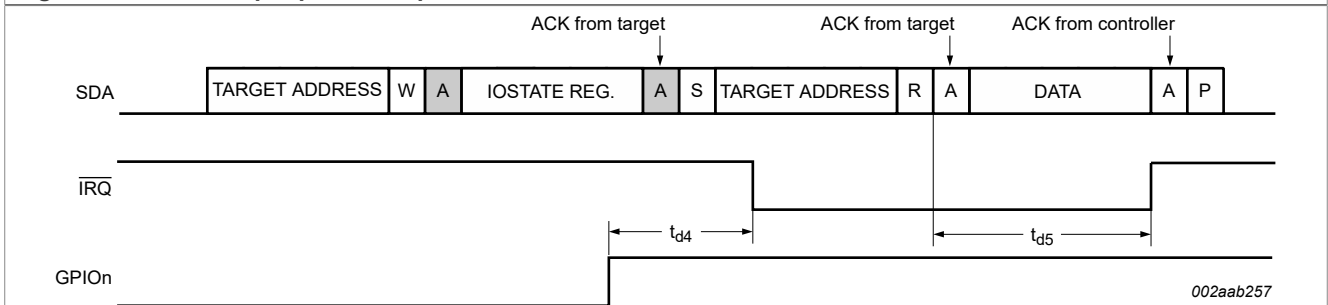 ACK from target ACK from target ACK from controller
SDA TARGET ADDRESS W A IOSTATE REG. A S TARGET ADDRESS R A DATA A P
IRQ
td4 td5
GPIOn
002aab257